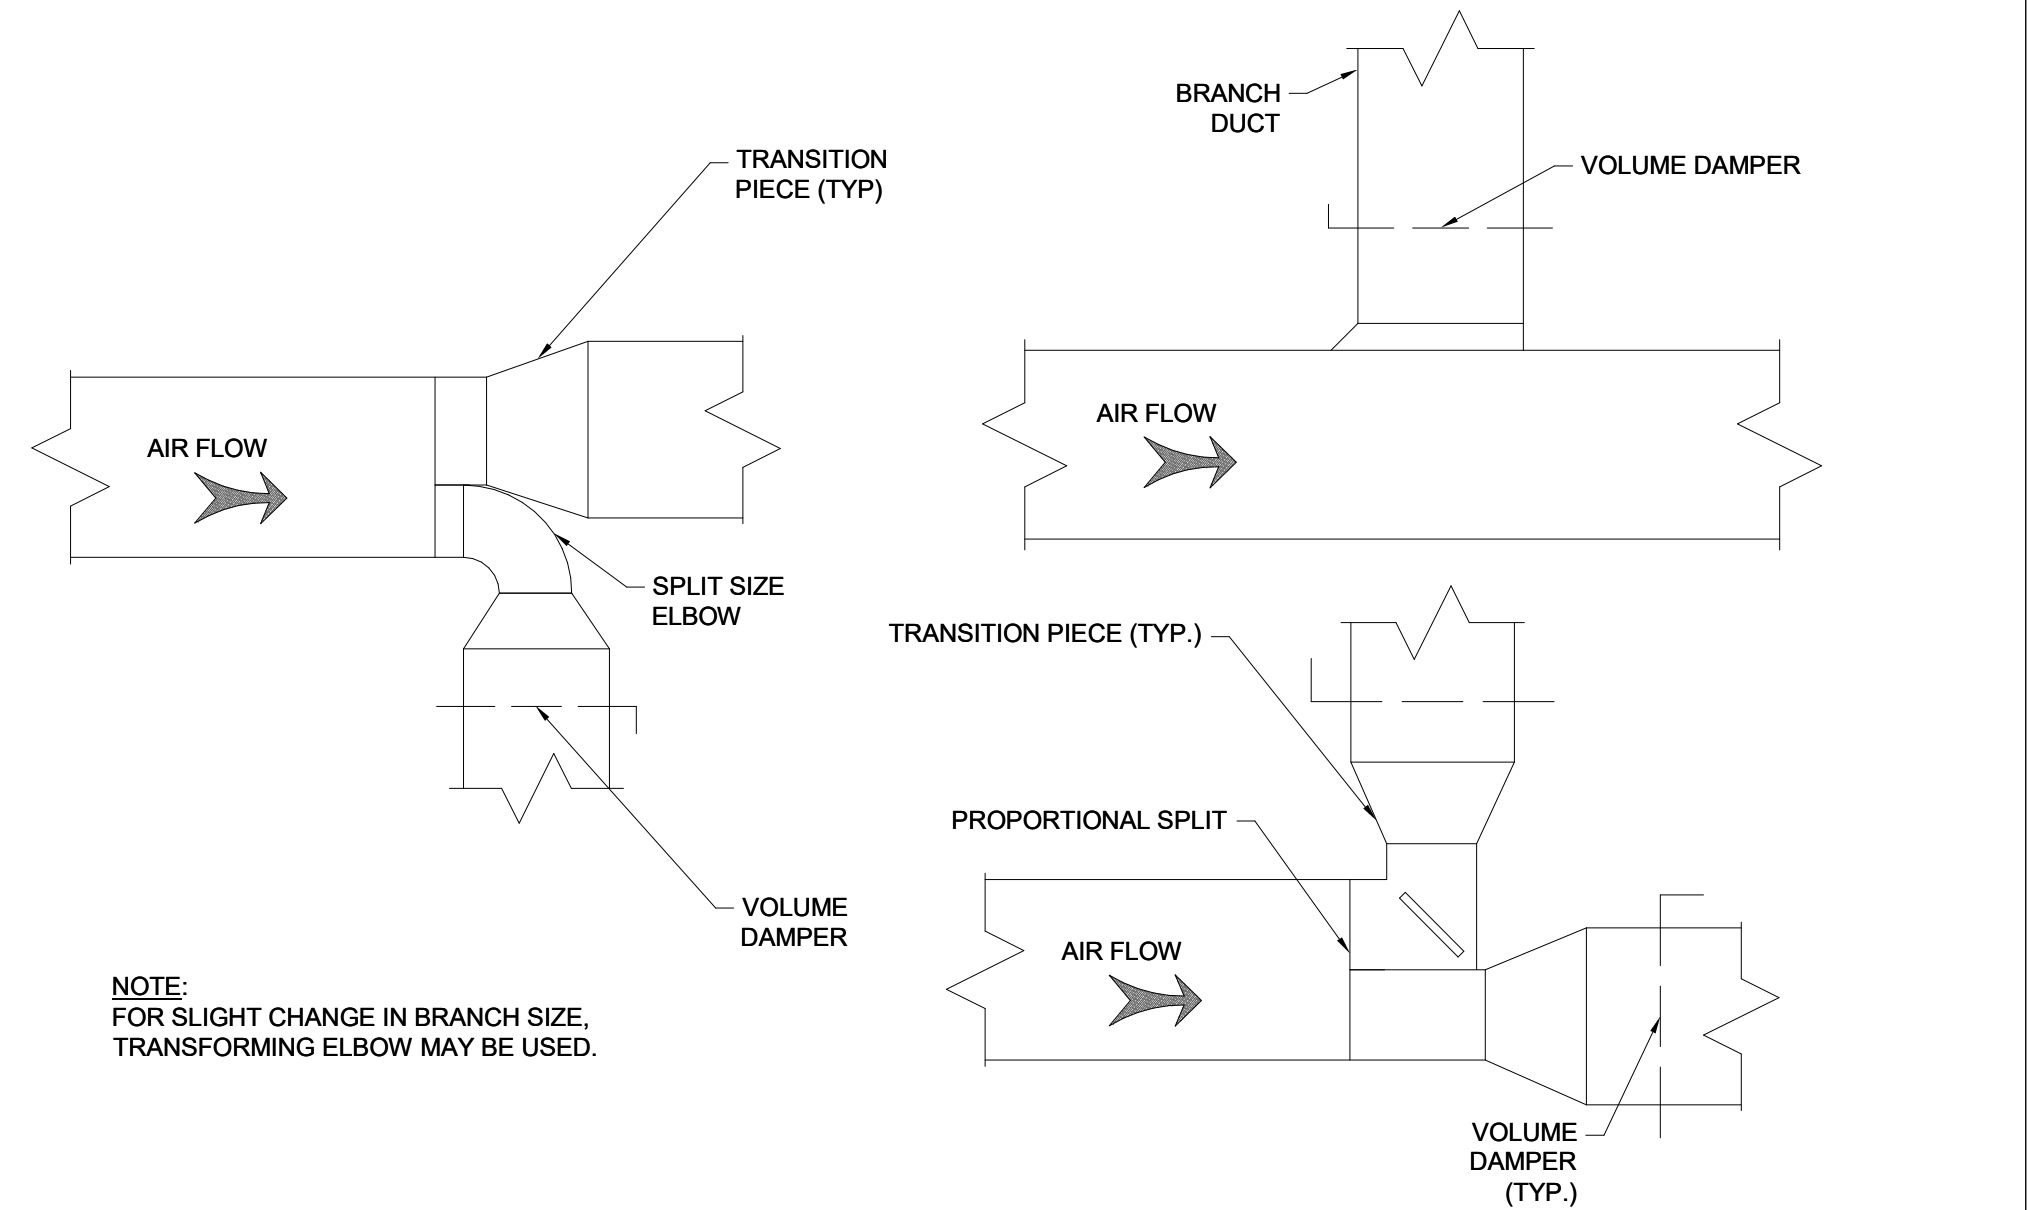 TRANSITION
PIECE (TYP)
AIR FLOW
SPLIT SIZE
ELBOW
VOLUME
DAMPER
NOTE:
FOR SLIGHT CHANGE IN BRANCH SIZE,
TRANSFORMING ELBOW MAY BE USED.
BRANCH
DUCT
VOLUME DAMPER
AIR FLOW
TRANSITION PIECE (TYP.)
PROPORTIONAL SPLIT
AIR FLOW
VOLUME
DAMPER
(TYP.)